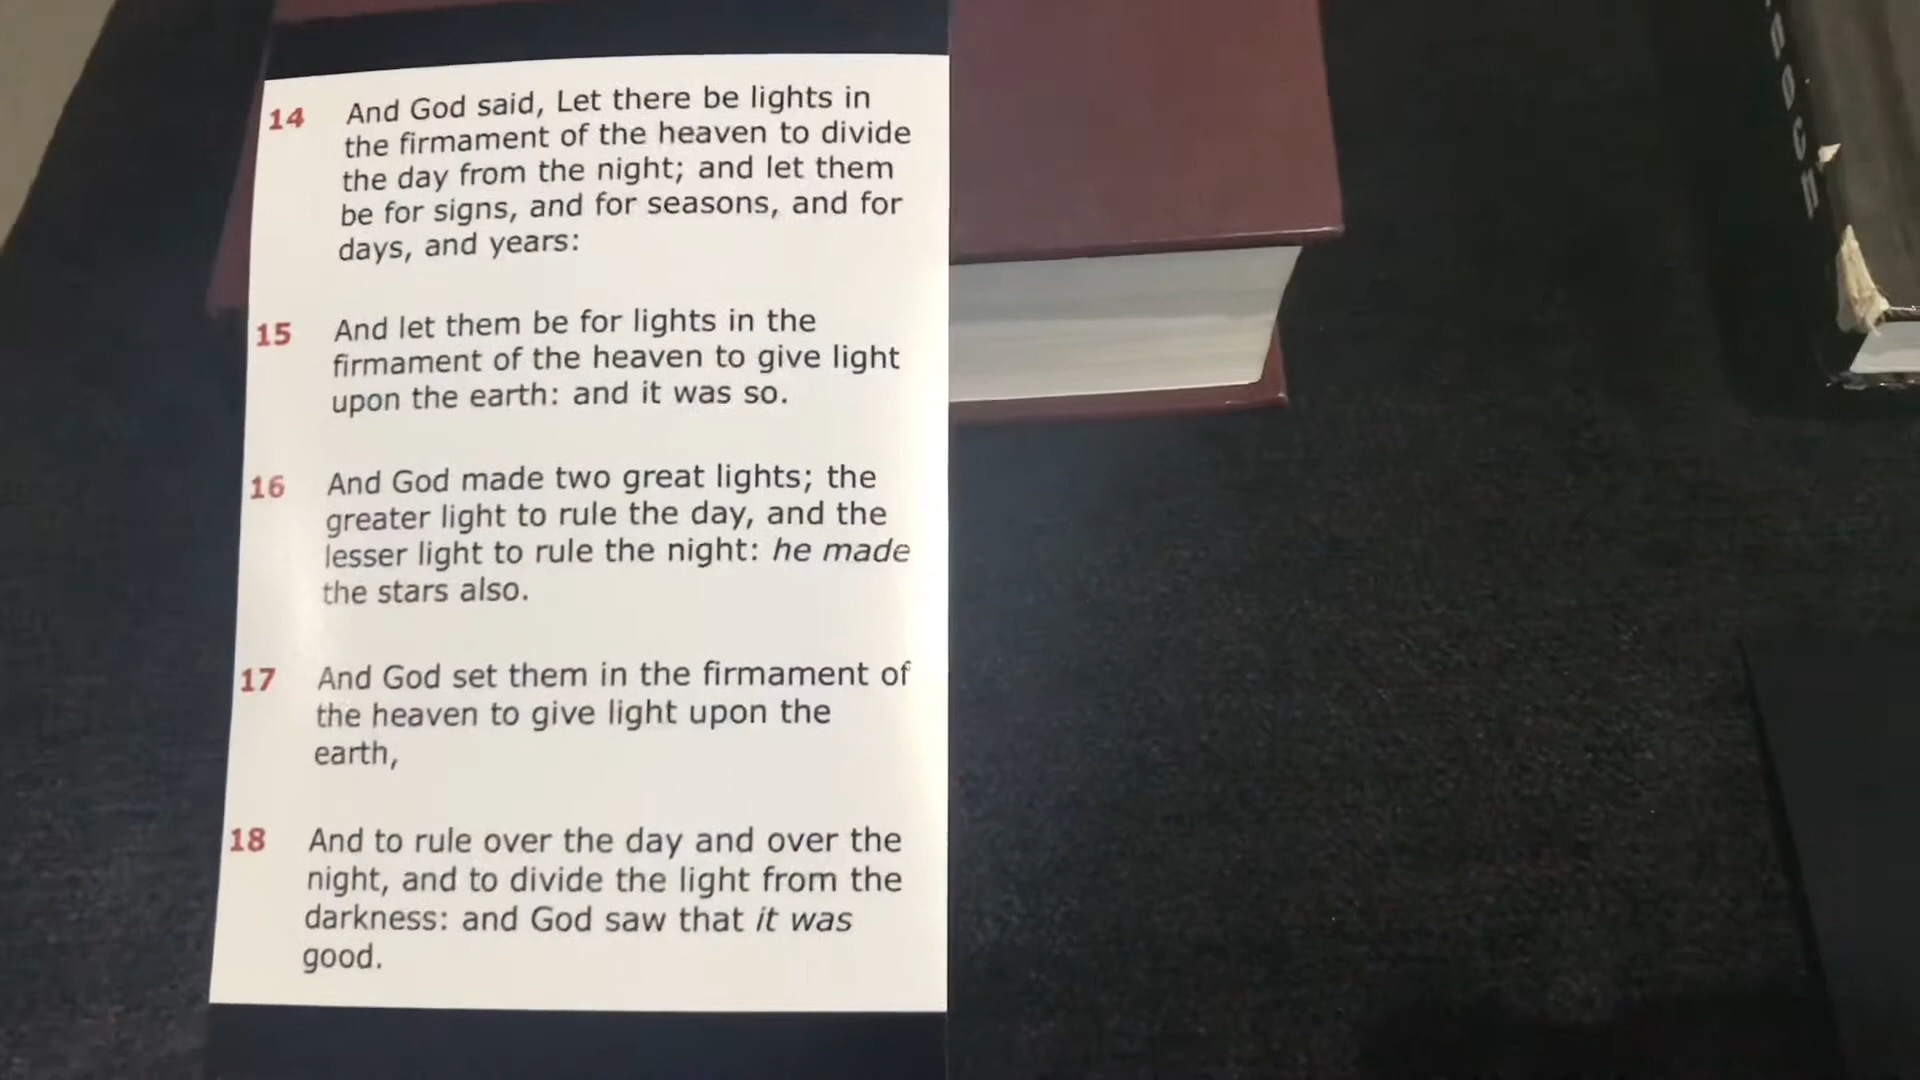 14 And God said, Let there be lights in
the firmament of the heaven to divide
the day from the night; and let them
be for signs, and for seasons, and for
days, and years:
15 And let them be for lights in the
firmament of the heaven to give light
upon the earth: and it was so.
16 And God made two great lights; the
greater light to rule the day, and the
lesser light to rule the night: he made
the stars also.
17 And God set them in the firmament of
the heaven to give light upon the
earth,
18 And to rule over the day and over the
night, and to divide the light from the
darkness: and God saw that it was
good.